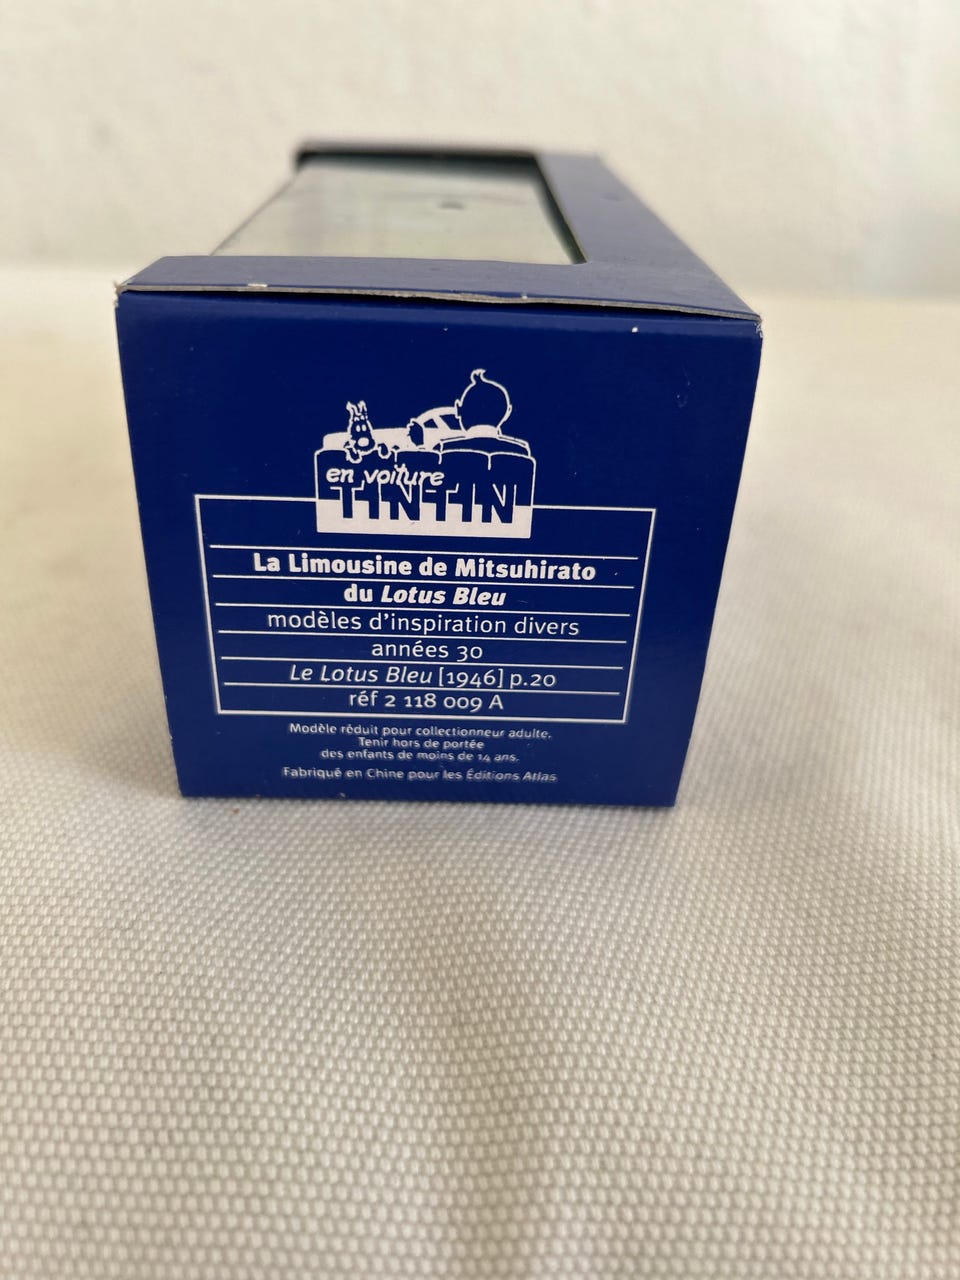 en voiture
TINTIN
La Limousine de Mitsuhirato
du Lotus Bleu
modèles d'inspiration divers
années 30
Le Lotus Bleu [1946] p.20
réf 2 118 009 A
Modèle réduit pour collectionneur adulte.
Tenir hors de portée
des enfants de moins de 14 ans.
Fabriqué en Chine pour les Éditions Atlas